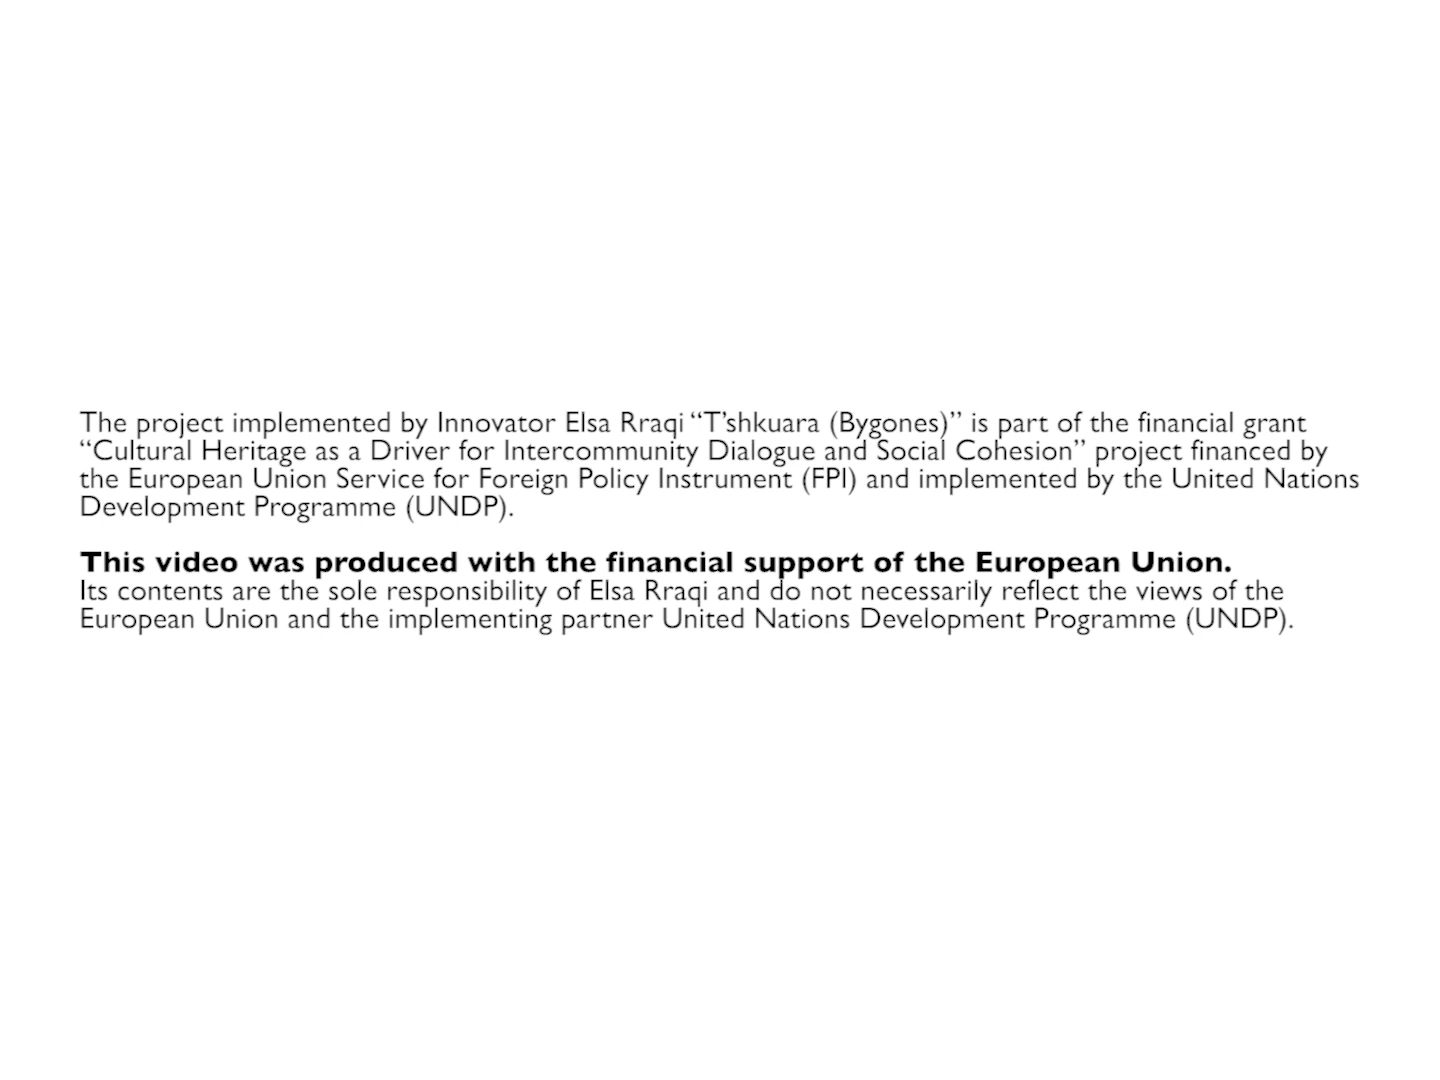 The project implemented by Innovator Elsa Rraqi “T’shkuara (Bygones)” is part of the financial grant
“Cultural Heritage as a Driver for Intercommunity Dialogue and Social Cohesion” project financed by
the European Union Service for Foreign Policy Instrument (FPI) and implemented by the United Nations
Development Programme (UNDP).
This video was produced with the financial support of the European Union.
Its contents are the sole responsibility of Elsa Rraqi and do not necessarily reflect the views of the
European Union and the implementing partner United Nations Development Programme (UNDP).